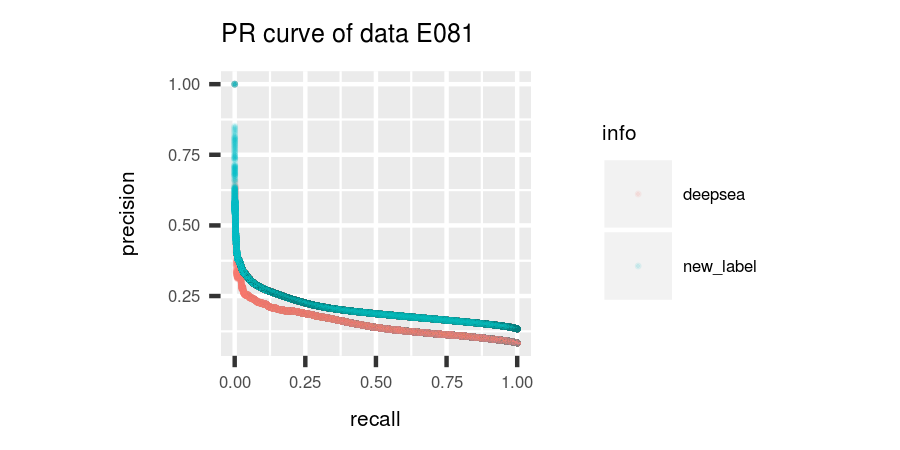 PR curve of data E081
1.00
0.75
0.50
0.25
precision
0.00 0.25 0.50 0.75 1.00
recall
info
deepsea
new_label